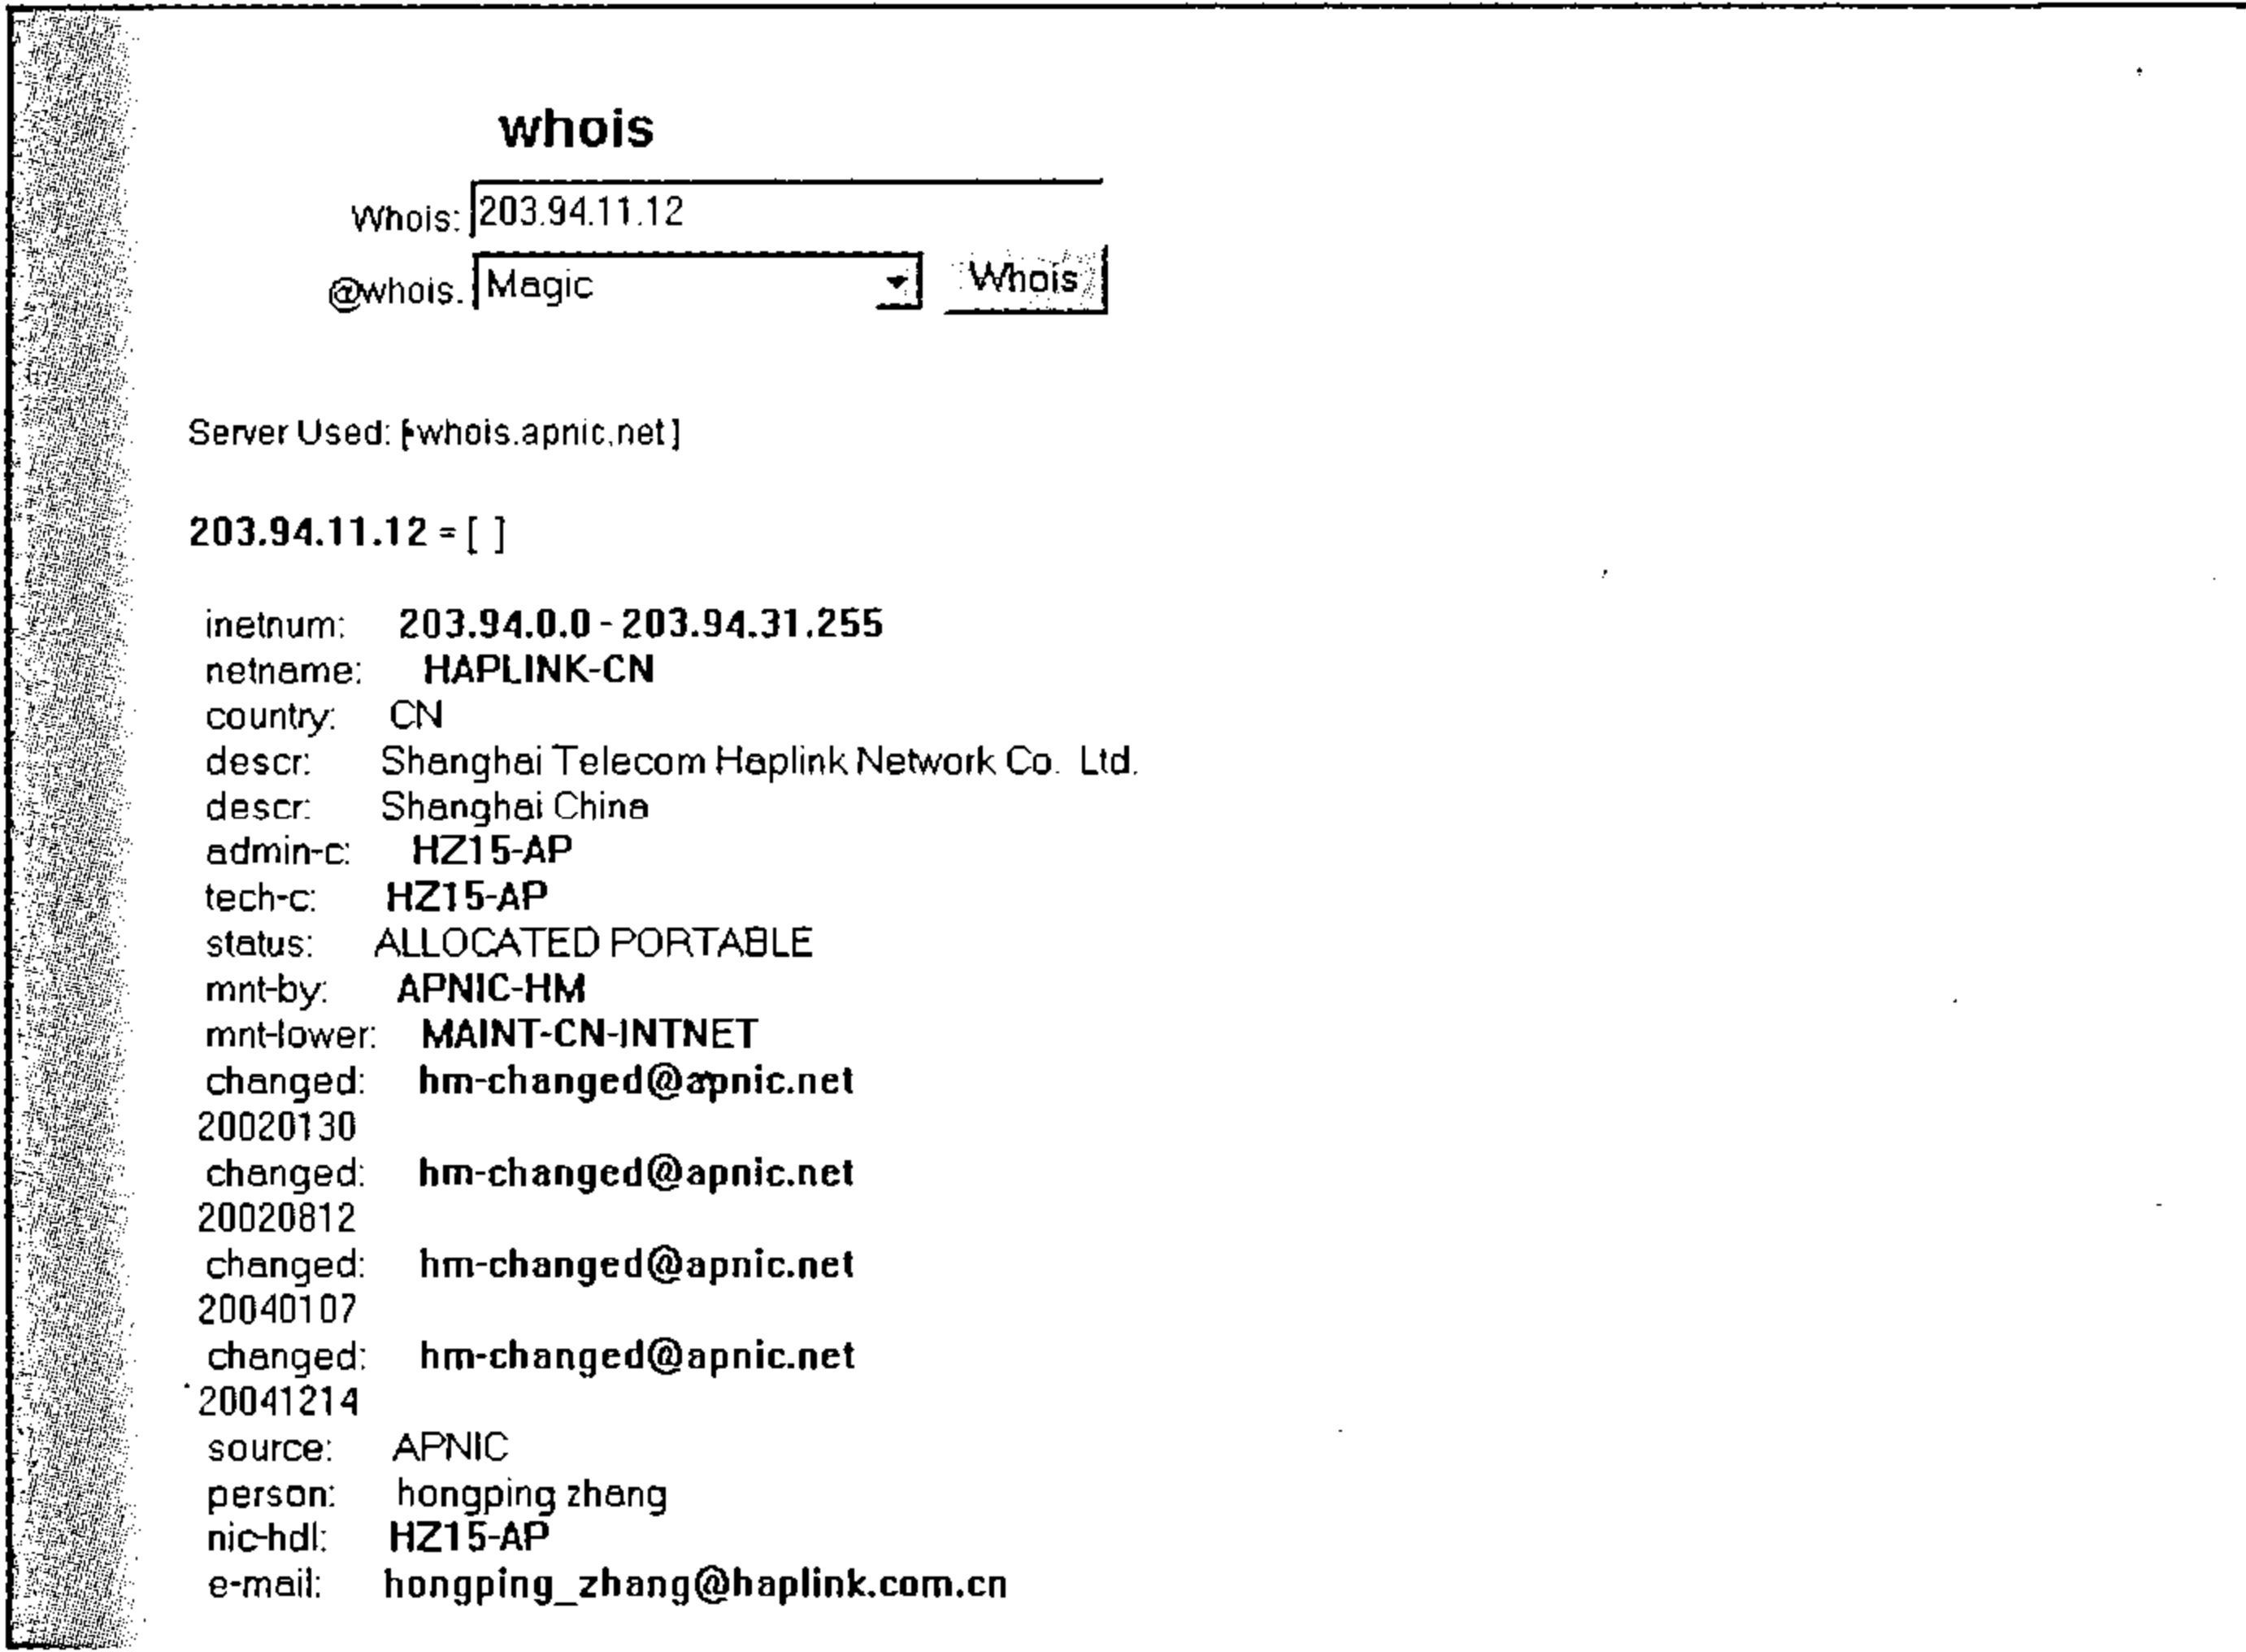 whois
Whois: 203.94.11.12
@whois. Magic Whois
Server Used: [ whois.apnic.net ]
203.94.11.12 = [ ]
inetnum: 203.94.0.0 - 203.94.31.255
netname: HAPLINK-CN
country: CN
descr: Shanghai Telecom Haplink Network Co. Ltd.
descr: Shanghai China
admin-c: HZ15-AP
tech-c: HZ15-AP
status: ALLOCATED PORTABLE
mnt-by: APNIC-HM
mnt-lower: MAINT-CN-INTNET
changed: hm-changed@apnic.net
20020130
changed: hm-changed@apnic.net
20020812
changed: hm-changed@apnic.net
20040107
changed: hm-changed@apnic.net
20041214
source: APNIC
person: hongping zhang
nic-hdl: HZ15-AP
e-mail: hongping_zhang@haplink.com.cn